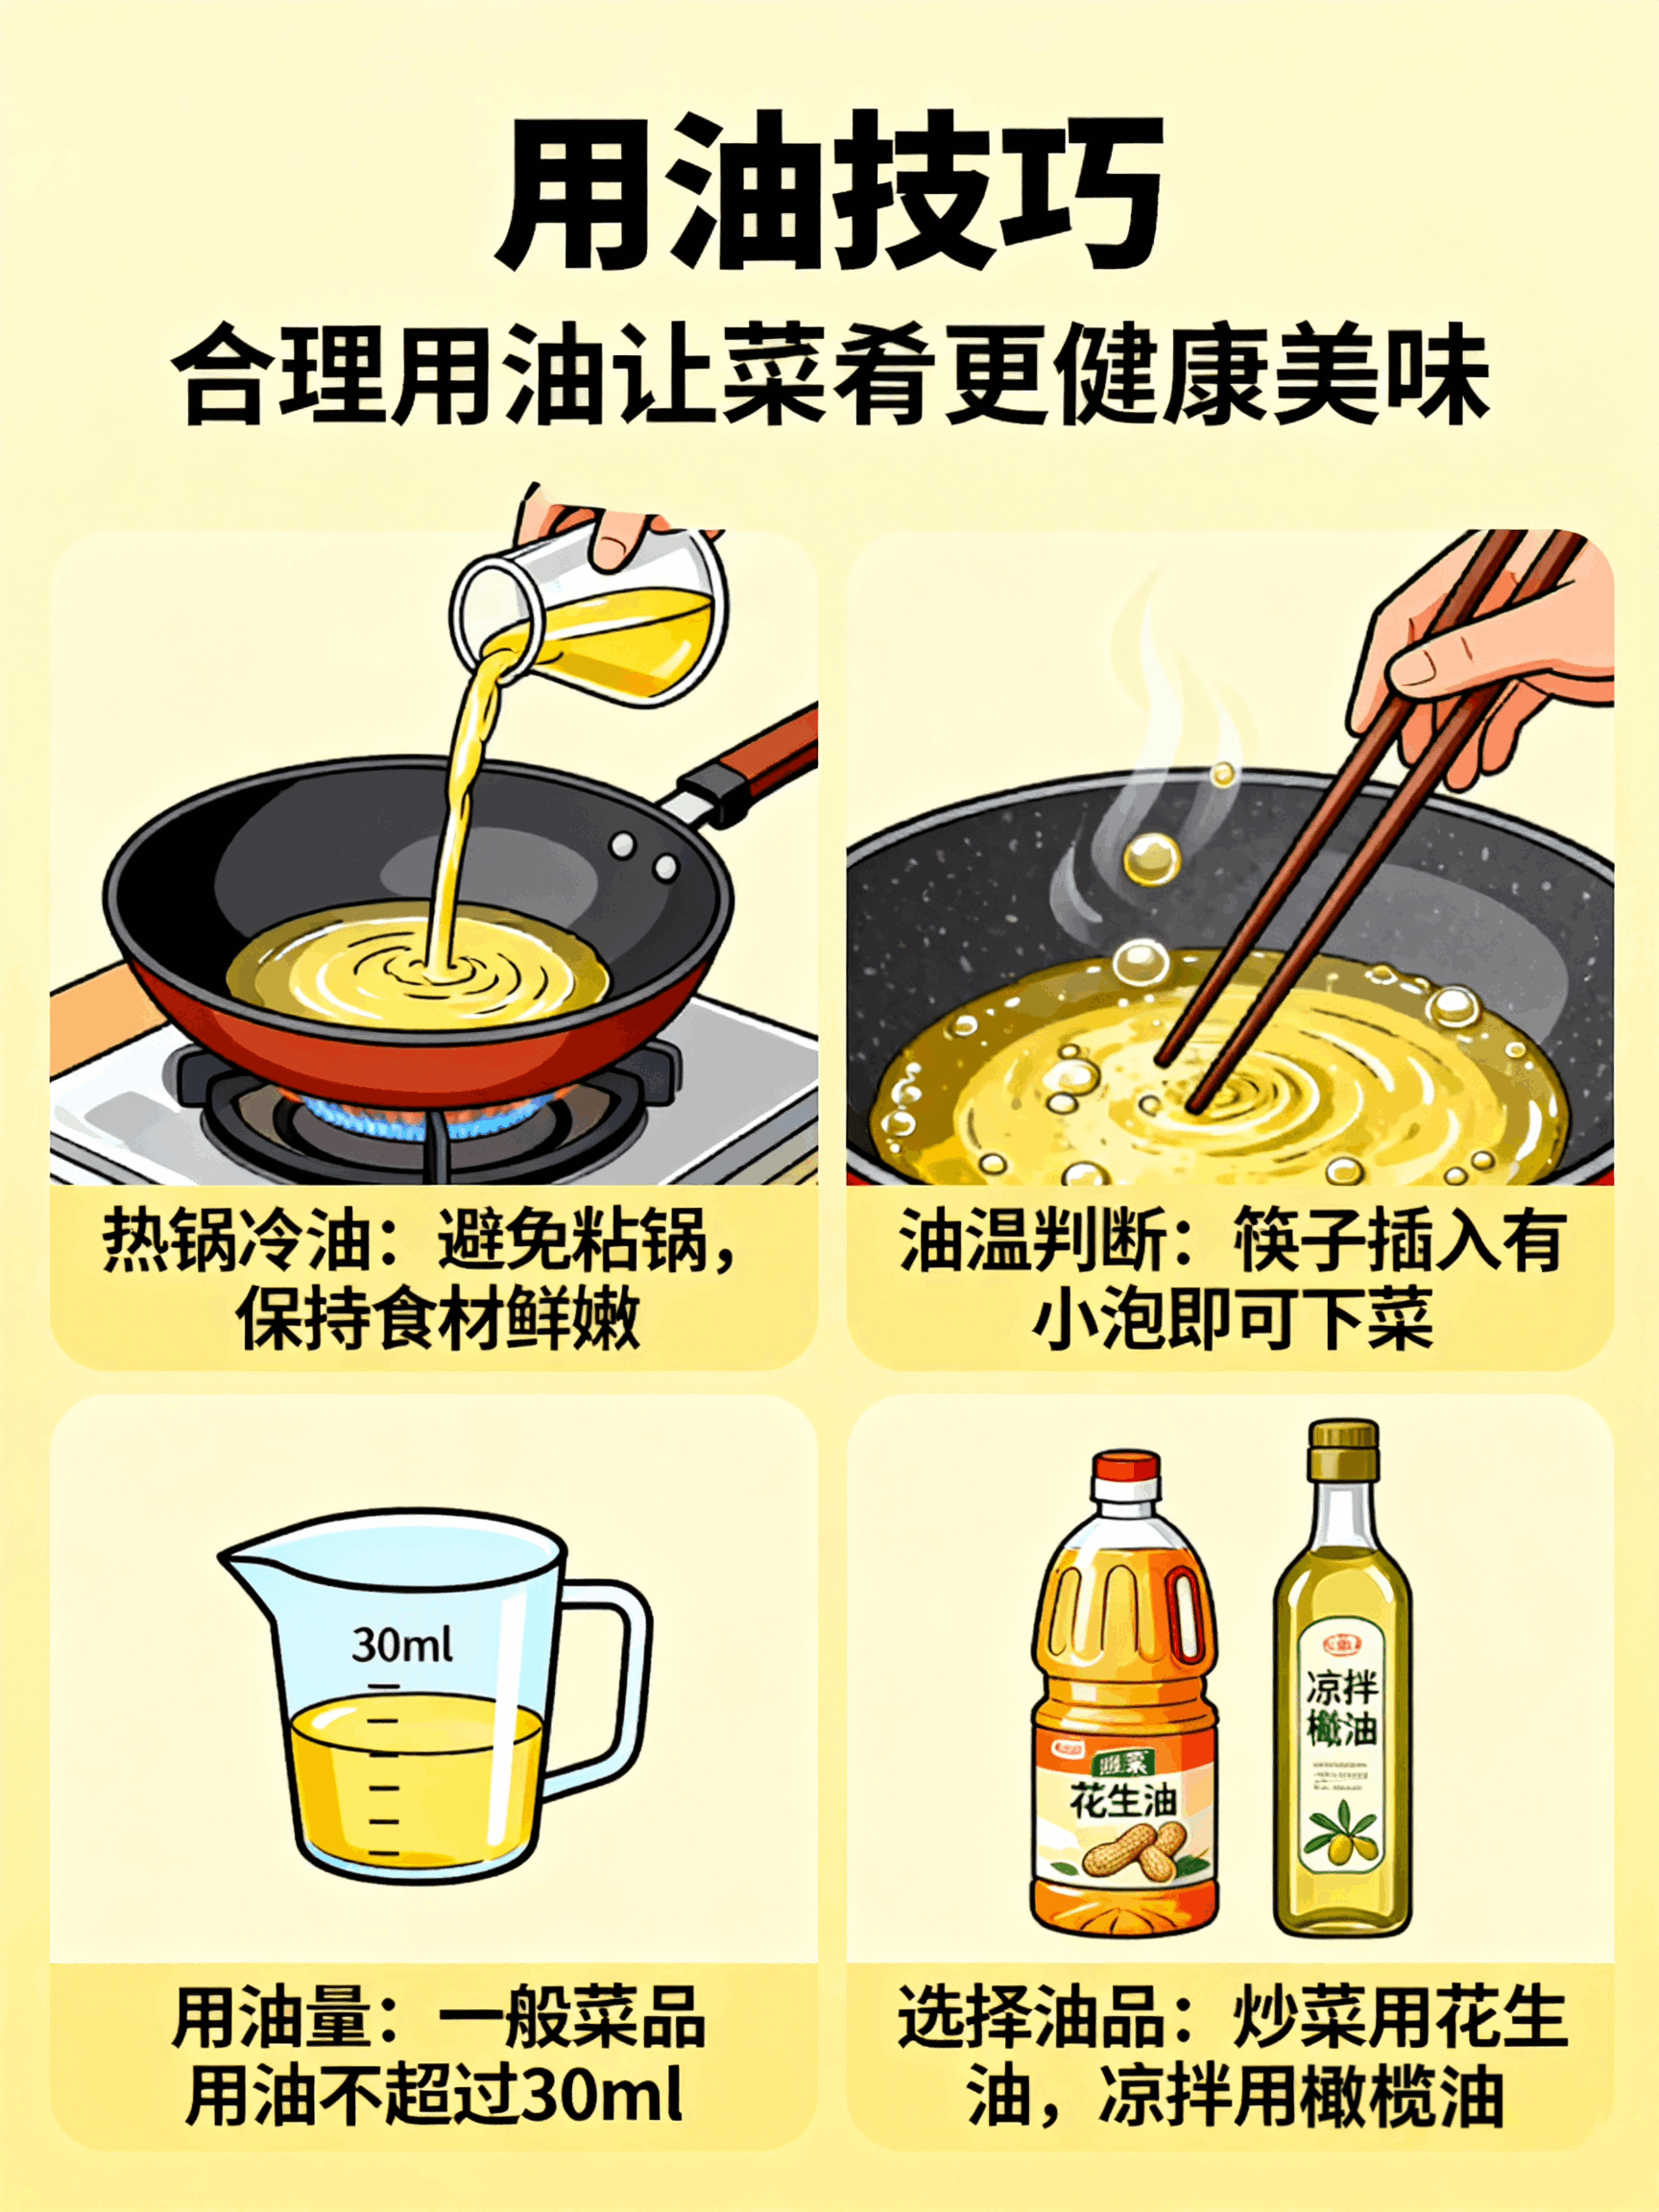 用油技巧
合理用油让菜肴更健康美味
热锅冷油：避免粘锅，
保持食材鲜嫩
油温判断：筷子插入有
小泡即可下菜
30ml
花生油
凉拌
橄油
用油量：一般菜品
用油不超过30ml
选择油品：炒菜用花生
油，凉拌用橄榄油